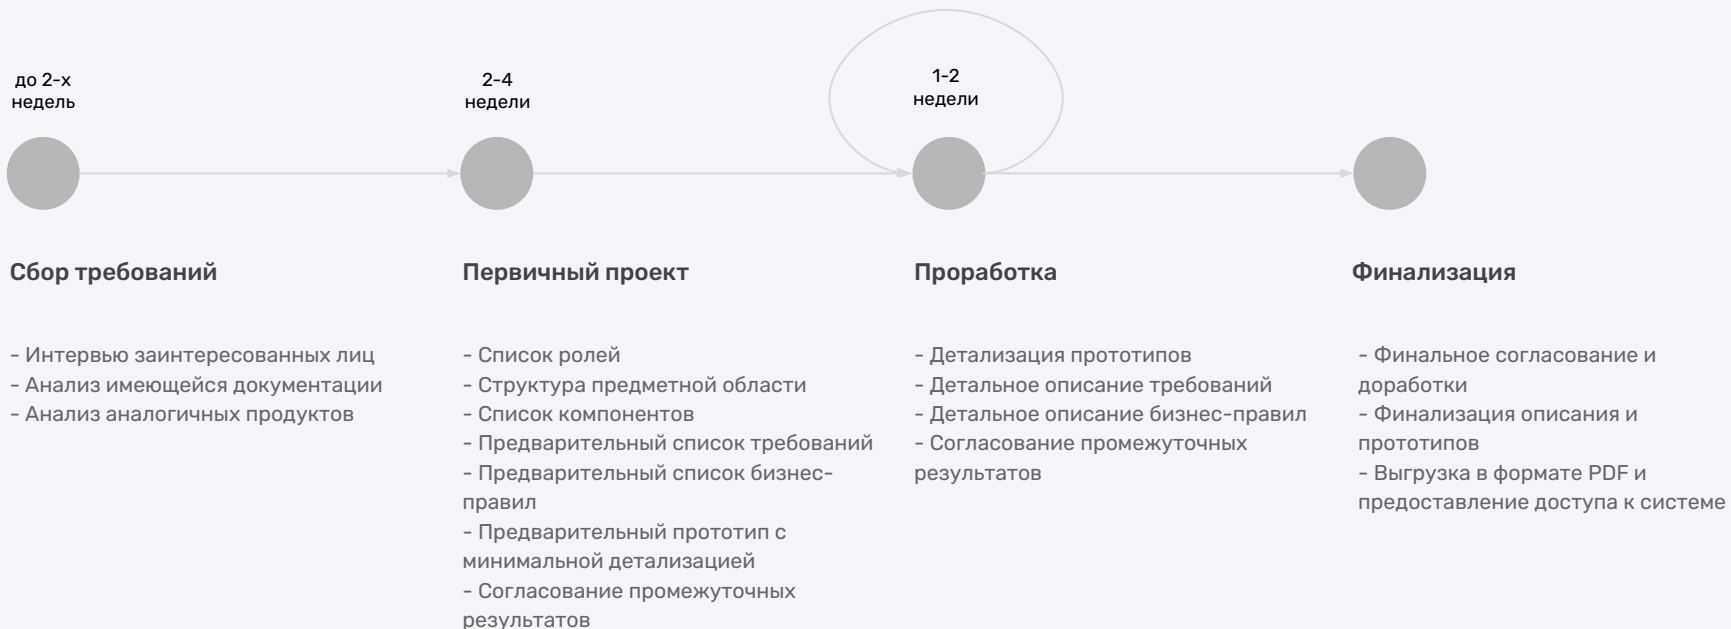 до 2-х
недель
2-4
недели
1-2
недели
Сбор требований
- Интервью заинтересованных лиц
- Анализ имеющейся документации
- Анализ аналогичных продуктов
Первичный проект
- Список ролей
- Структура предметной области
- Список компонентов
- Предварительный список требований
- Предварительный список бизнес-
правил
- Предварительный прототип с
минимальной детализацией
- Согласование промежуточных
результатов
Проработка
- Детализация прототипов
- Детальное описание требований
- Детальное описание бизнес-правил
- Согласование промежуточных
результатов
Финализация
- Финальное согласование и
доработки
- Финализация описания и
прототипов
- Выгрузка в формате PDF и
предоставление доступа к системе